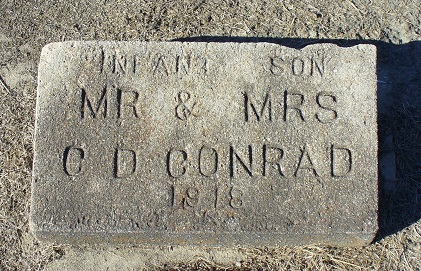 INFANT SON
MR & MRS
C D CONRAD
1918